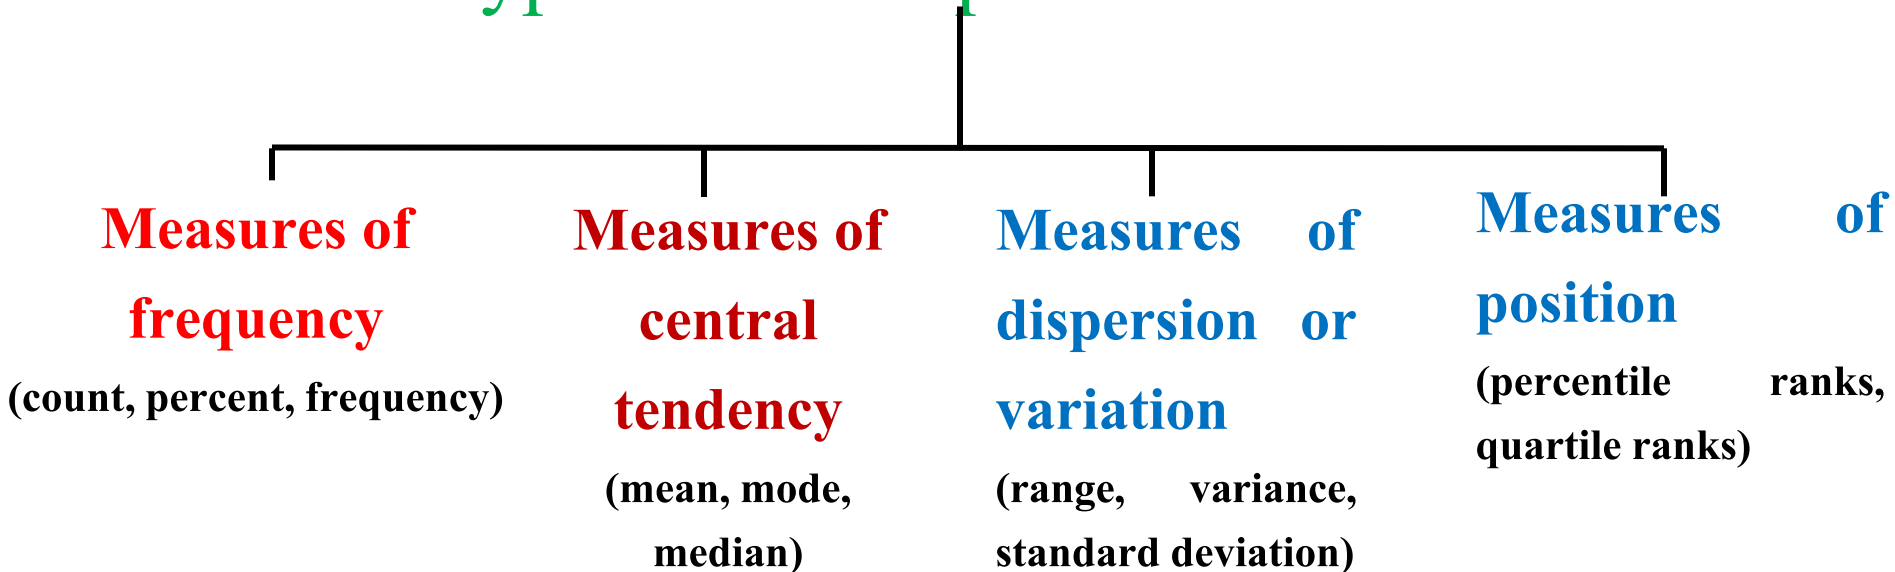 Measures of
frequency
(count, percent, frequency)
Measures of
central
tendency
(mean, mode,
median)
Measures of
dispersion or
variation
(range, variance,
standard deviation)
Measures of
position
(percentile ranks,
quartile ranks)